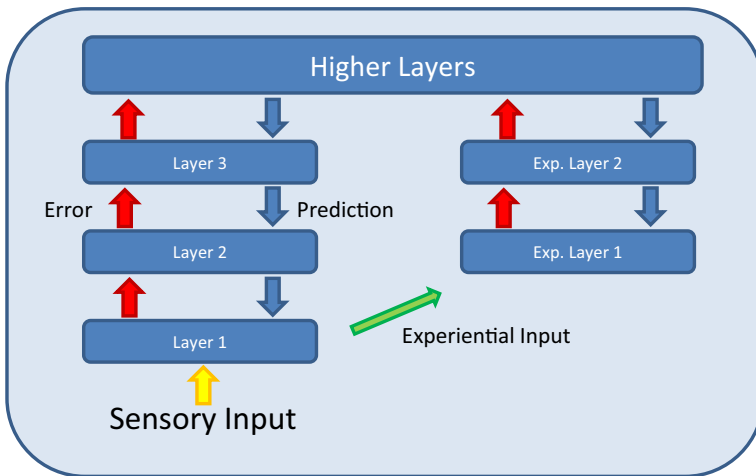 Higher Layers
Layer 3
Exp. Layer 2
Error
Prediction
Layer 2
Exp. Layer 1
Layer 1
Experiential Input
Sensory Input